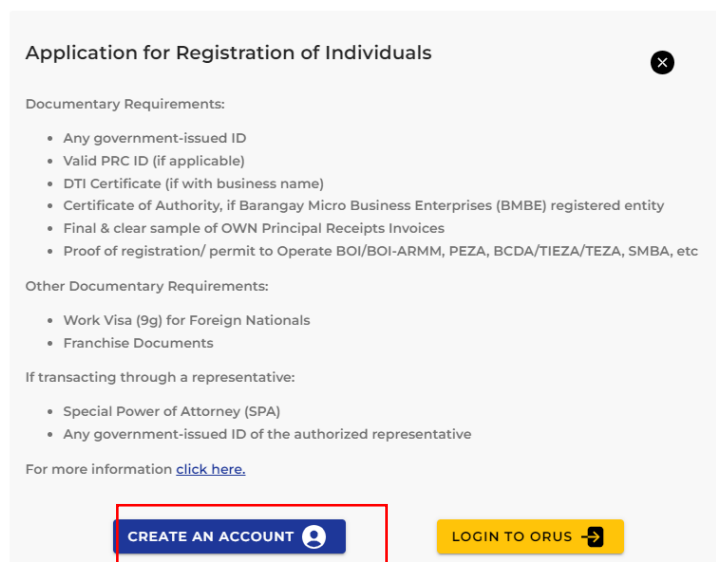 Application for Registration of Individuals
Documentary Requirements:
• Any government-issued ID
• Valid PRC ID (if applicable)
• DTI Certificate (if with business name)
• Certificate of Authority, if Barangay Micro Business Enterprises (BMBE) registered entity
• Final & clear sample of OWN Principal Receipts Invoices
• Proof of registration/ permit to Operate BOI/BOI-ARMM, PEZA, BCDA/TIEZA/TEZA, SMBA, etc
Other Documentary Requirements:
• Work Visa (9g) for Foreign Nationals
• Franchise Documents
If transacting through a representative:
• Special Power of Attorney (SPA)
• Any government-issued ID of the authorized representative
For more information click here.
CREATE AN ACCOUNT
LOGIN TO ORUS